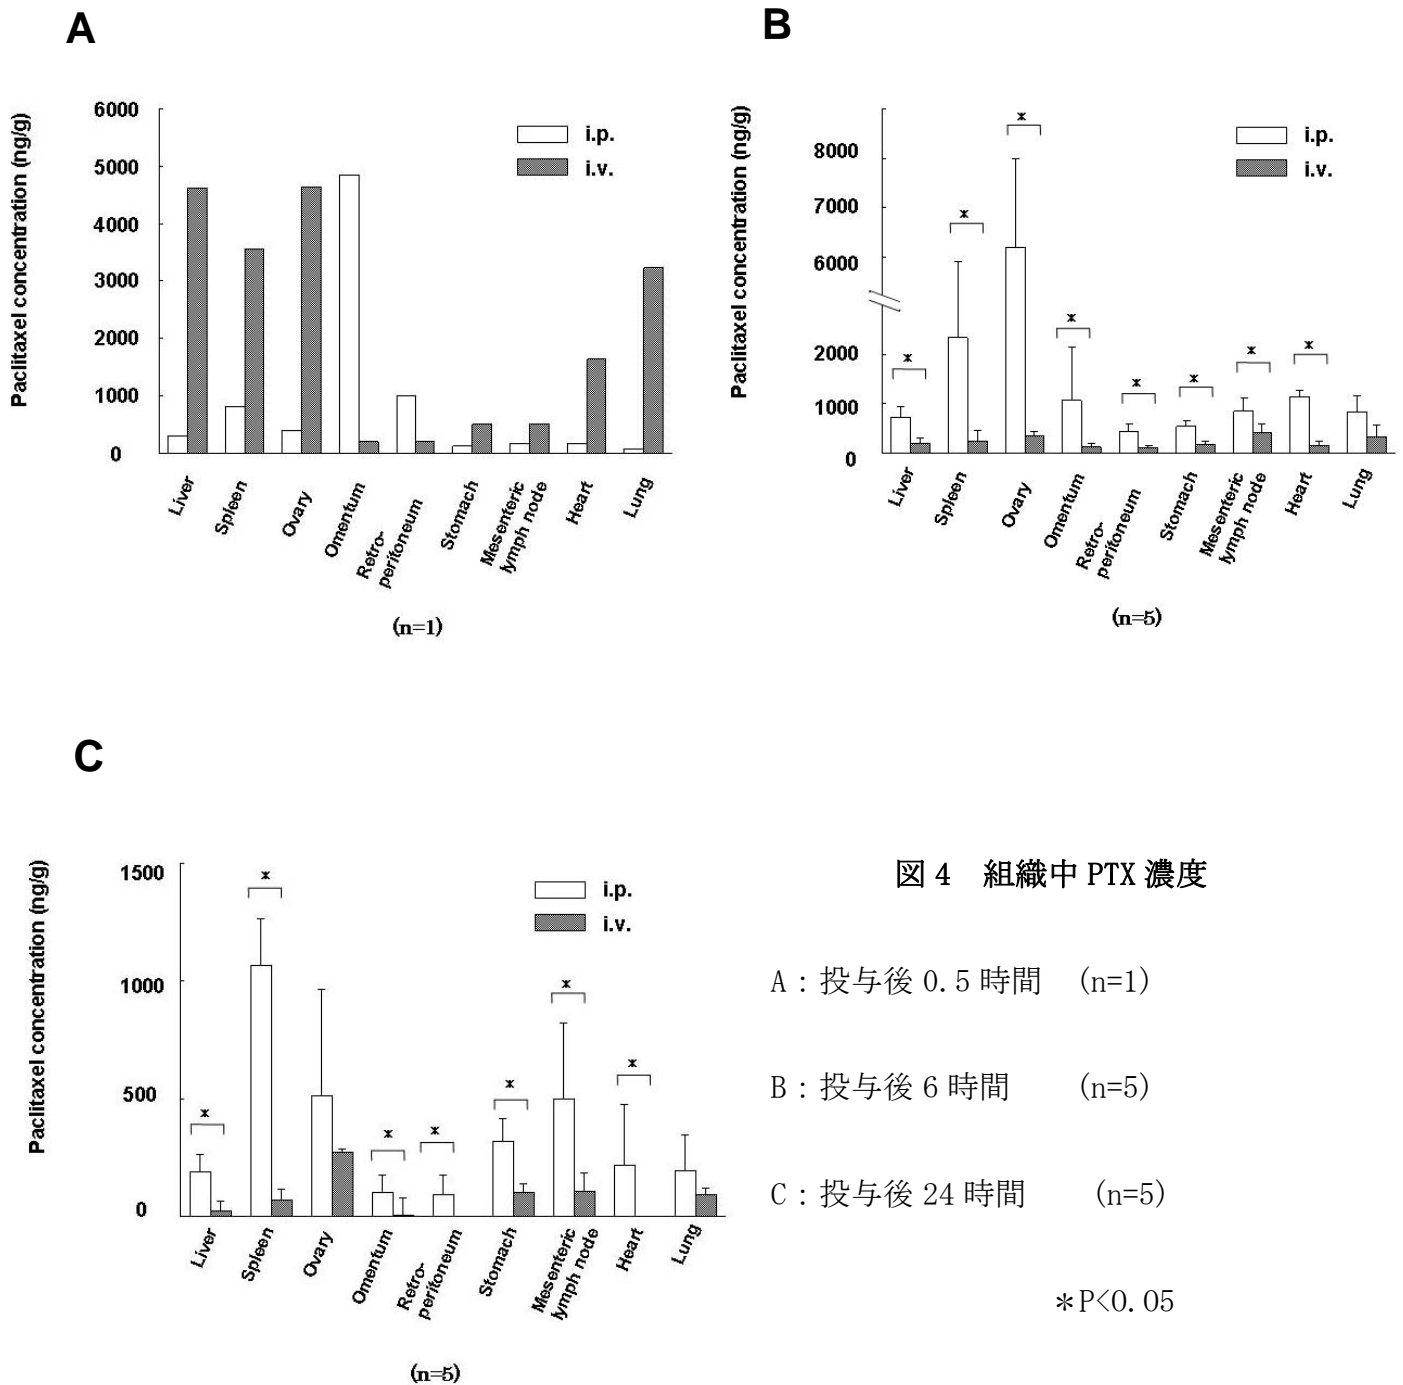 A
Paclitaxel concentration (ng/g)
6000
5000
4000
3000
2000
1000
0
i.p.
i.v.
Liver
Spleen
Ovary
Omentum
Retro-
peritoneum
Stomach
Mesenteric
lymph node
Heart
Lung
(n=1)
B
Paclitaxel concentration (ng/g)
8000
7000
6000
2000
1000
0
i.p.
i.v.
*
*
*
*
*
*
*
*
Liver
Spleen
Ovary
Omentum
Retro-
peritoneum
Stomach
Mesenteric
lymph node
Heart
Lung
(n=5)
C
Paclitaxel concentration (ng/g)
1500
1000
500
0
i.p.
i.v.
*
*
*
*
*
*
*
Liver
Spleen
Ovary
Omentum
Retro-
peritoneum
Stomach
Mesenteric
lymph node
Heart
Lung
(n=5)
図 4　組織中 PTX 濃度
A：投与後 0.5 時間　(n=1)
B：投与後 6 時間　　(n=5)
C：投与後 24 時間　　(n=5)
＊P<0.05